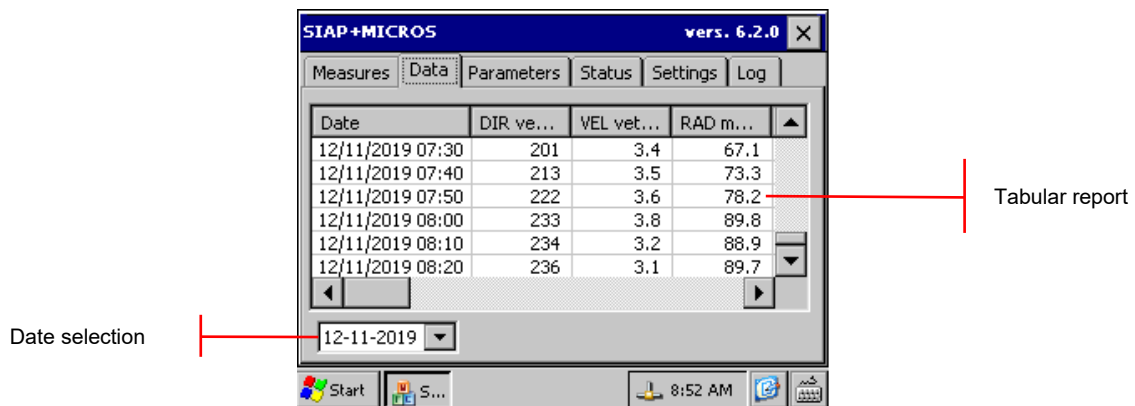 SIAP+MICROS vers. 6.2.0
Measures Data Parameters Status Settings Log
Date DIR ve... VEL vet... RAD m...
12/11/2019 07:30 201 3.4 67.1
12/11/2019 07:40 213 3.5 73.3
12/11/2019 07:50 222 3.6 78.2
Tabular report
12/11/2019 08:00 233 3.8 89.8
12/11/2019 08:10 234 3.2 88.9
12/11/2019 08:20 236 3.1 89.7
Date selection
12-11-2019
Start S... 8:52 AM